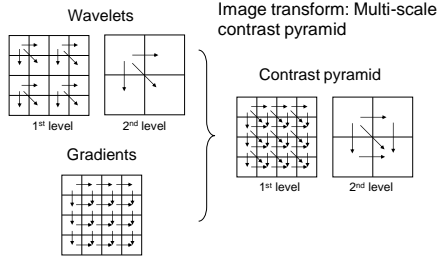 Wavelets
1st level
2nd level
Gradients
Image transform: Multi-scale
contrast pyramid
Contrast pyramid
1st level
2nd level